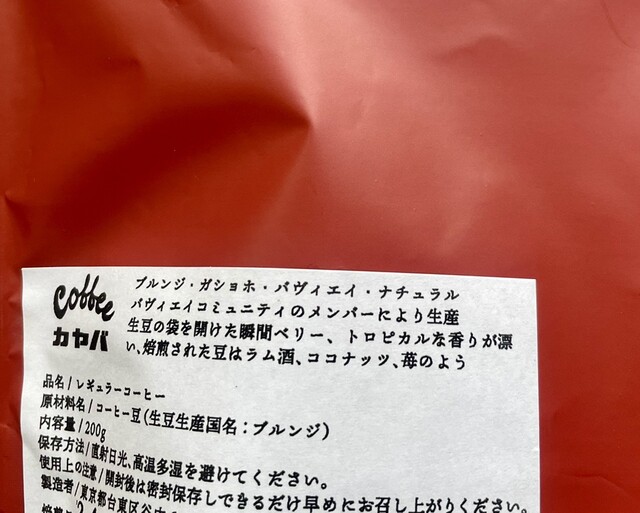 coffee
カヤバ
ブルンジ・ガショホ・バヴィエイ・ナチュラル
バヴィエイコミュニティのメンバーにより生産
生豆の袋を開けた瞬間ベリー、トロピカルな香りが漂
い、焙煎された豆はラム酒、ココナッツ、苺のよう
品名/レギュラーコーヒー
原材料名/コーヒー豆(生豆生産国名:ブルンジ)
内容量/200g
保存方法/直射日光、高温多湿を避けてください。
使用上の注意/開封後は密封保存しできるだけ早めにお召し上がりください。
製造者/東京都台東区谷中